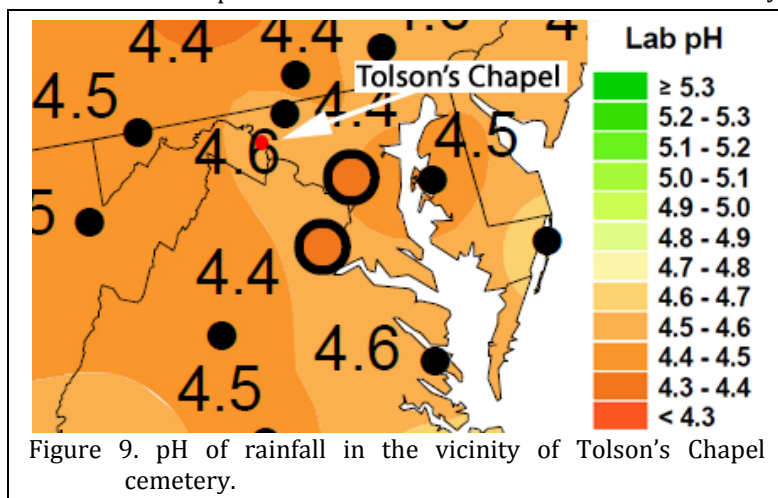 4.4
4.4
4.5
Tolson's Chapel
4.4
4.5
4.6
5
4.4
4.6
4.5
Lab pH
≥ 5.3
5.2 - 5.3
5.1 - 5.2
5.0 - 5.1
4.9 - 5.0
4.8 - 4.9
4.7 - 4.8
4.6 - 4.7
4.5 - 4.6
4.4 - 4.5
4.3 - 4.4
< 4.3
Figure 9. pH of rainfall in the vicinity of Tolson's Chapel
cemetery.